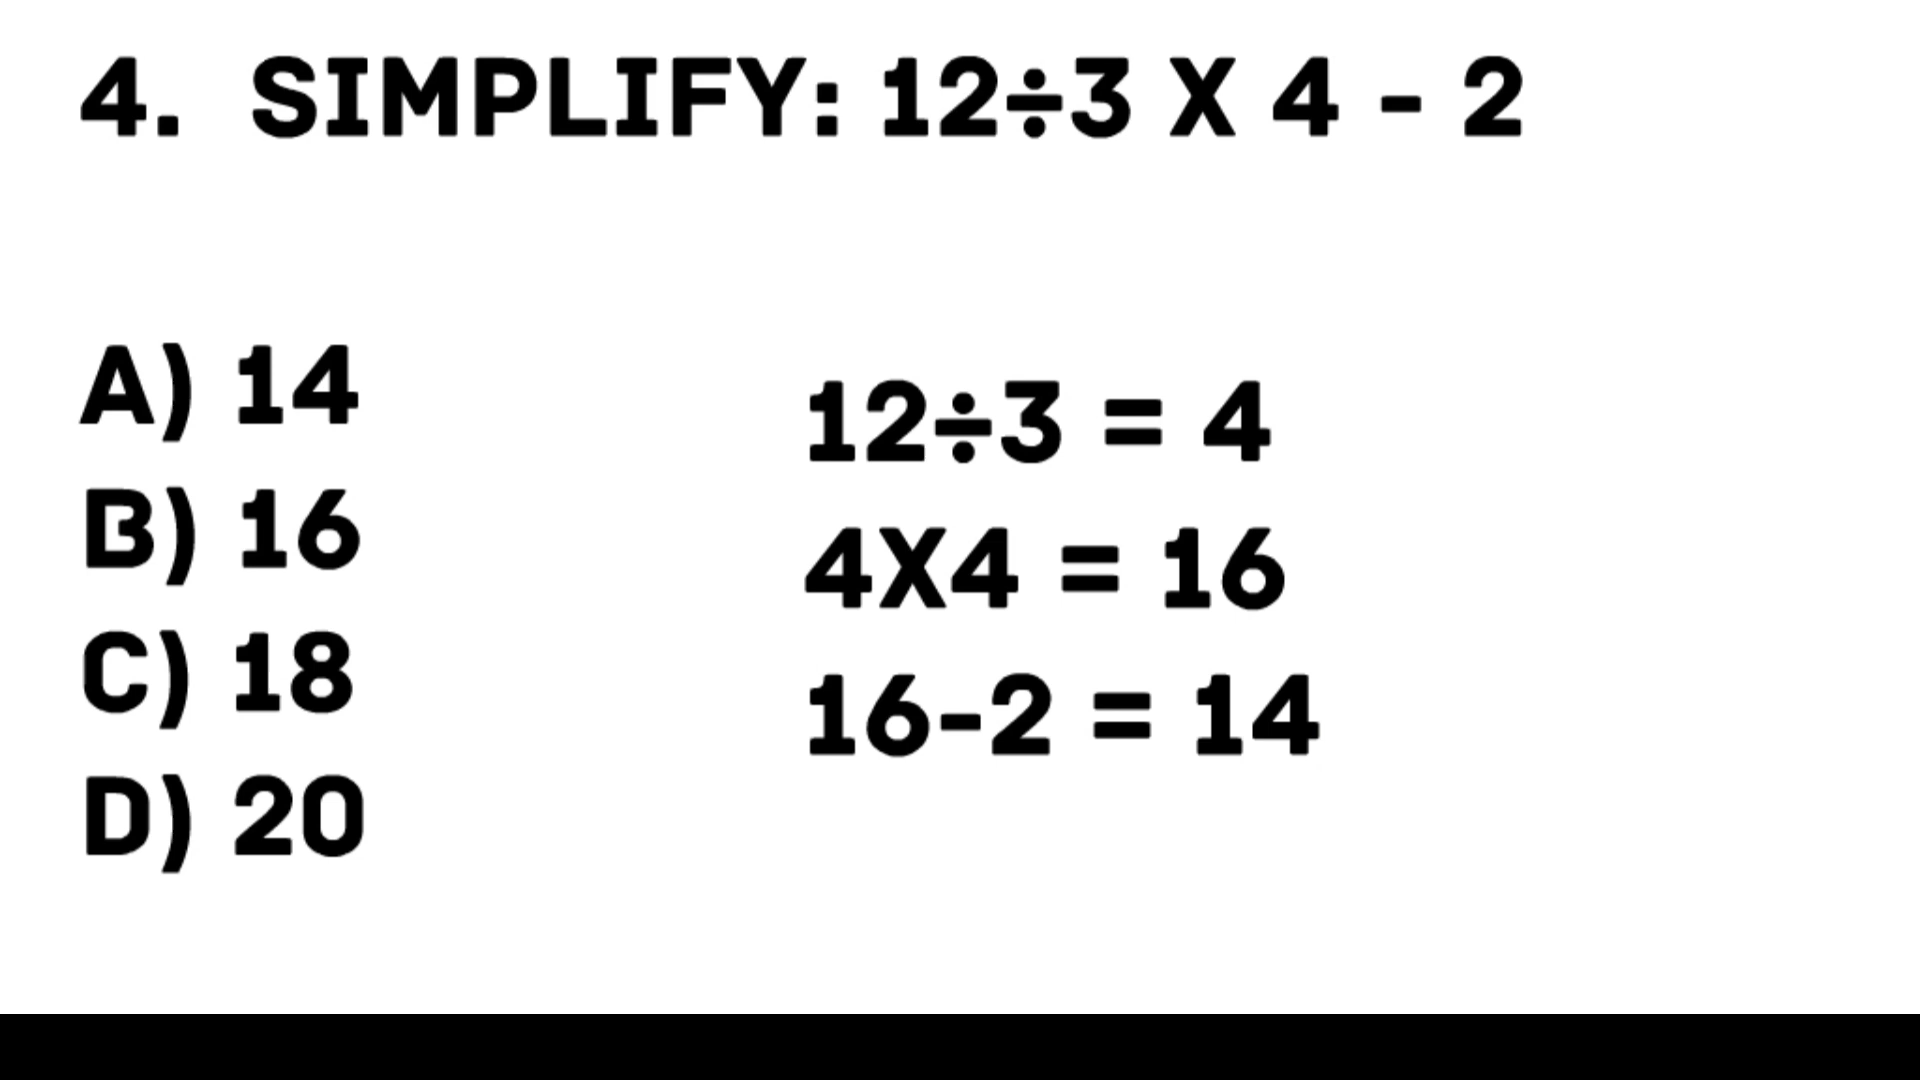 4. SIMPLIFY: 12÷3 X 4 - 2
A) 14
B) 16
C) 18
D) 20
12÷3 = 4
4X4 = 16
16-2 = 14